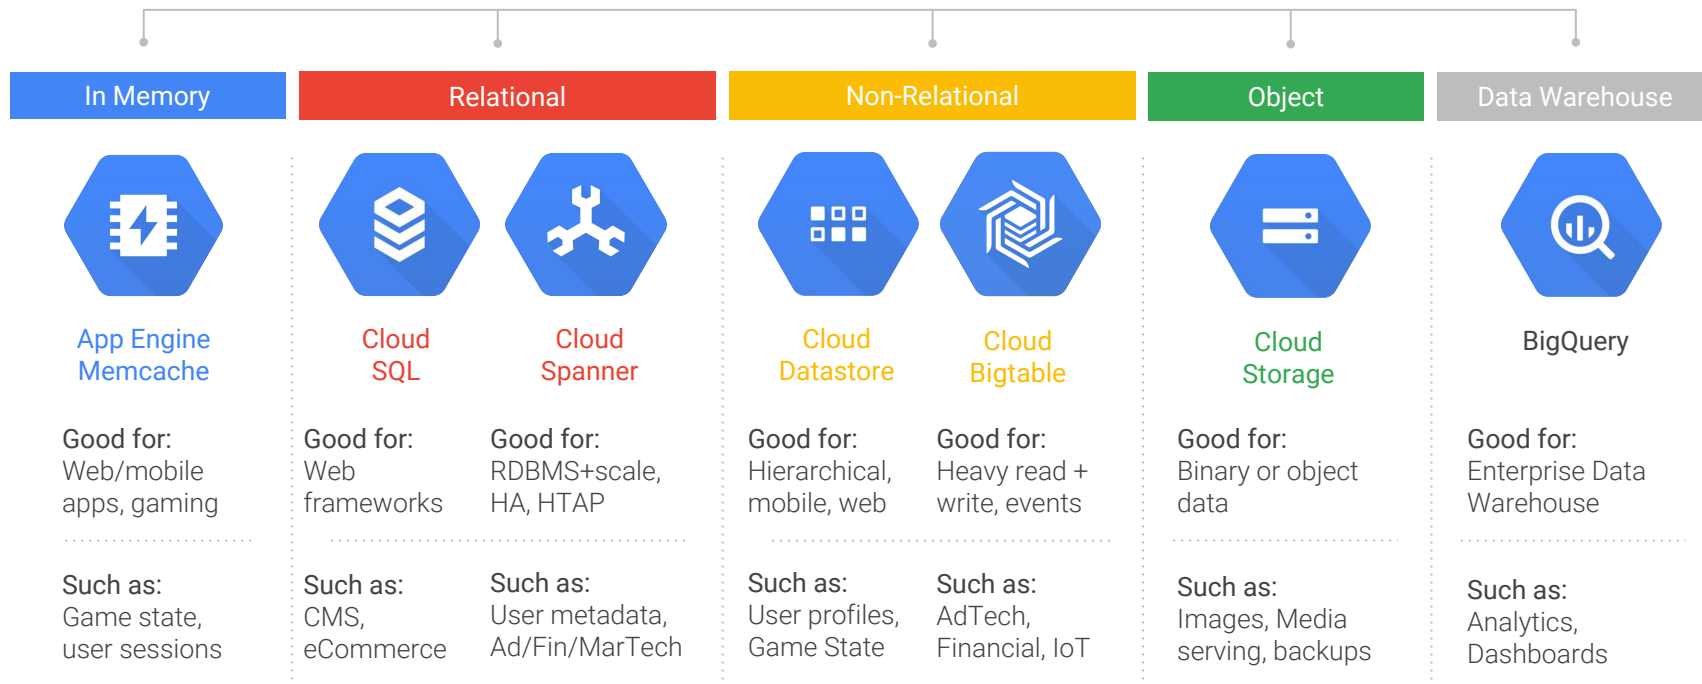 In Memory
Relational
Non-Relational
Object
Data Warehouse
App Engine
Memcache
Cloud
SQL
Cloud
Spanner
Cloud
Datastore
Cloud
Bigtable
Cloud
Storage
BigQuery
Good for:
Web/mobile
apps, gaming
Good for:
Web
frameworks
Good for:
RDBMS+scale,
HA, HTAP
Good for:
Hierarchical,
mobile, web
Good for:
Heavy read +
write, events
Good for:
Binary or object
data
Good for:
Enterprise Data
Warehouse
Such as:
Game state,
user sessions
Such as:
CMS,
eCommerce
Such as:
User metadata,
Ad/Fin/MarTech
Such as:
User profiles,
Game State
Such as:
AdTech,
Financial, IoT
Such as:
Images, Media
serving, backups
Such as:
Analytics,
Dashboards